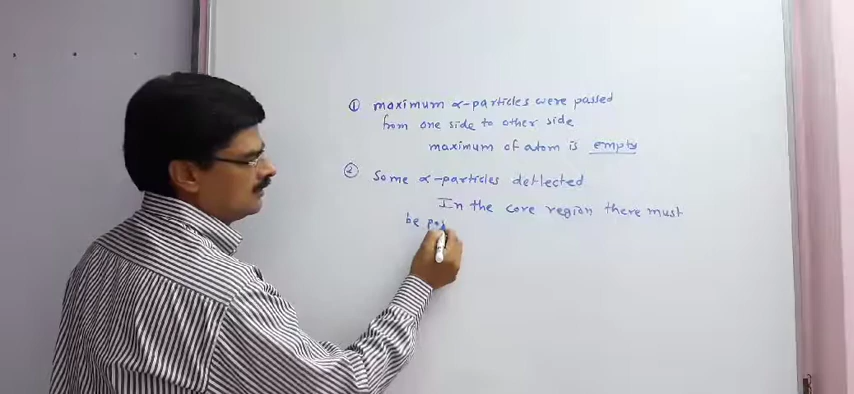 ① maximum α-particles were passed
from one side to other side
maximum of atom is empty
② Some α-particles deflected
In the core region there must
be pos